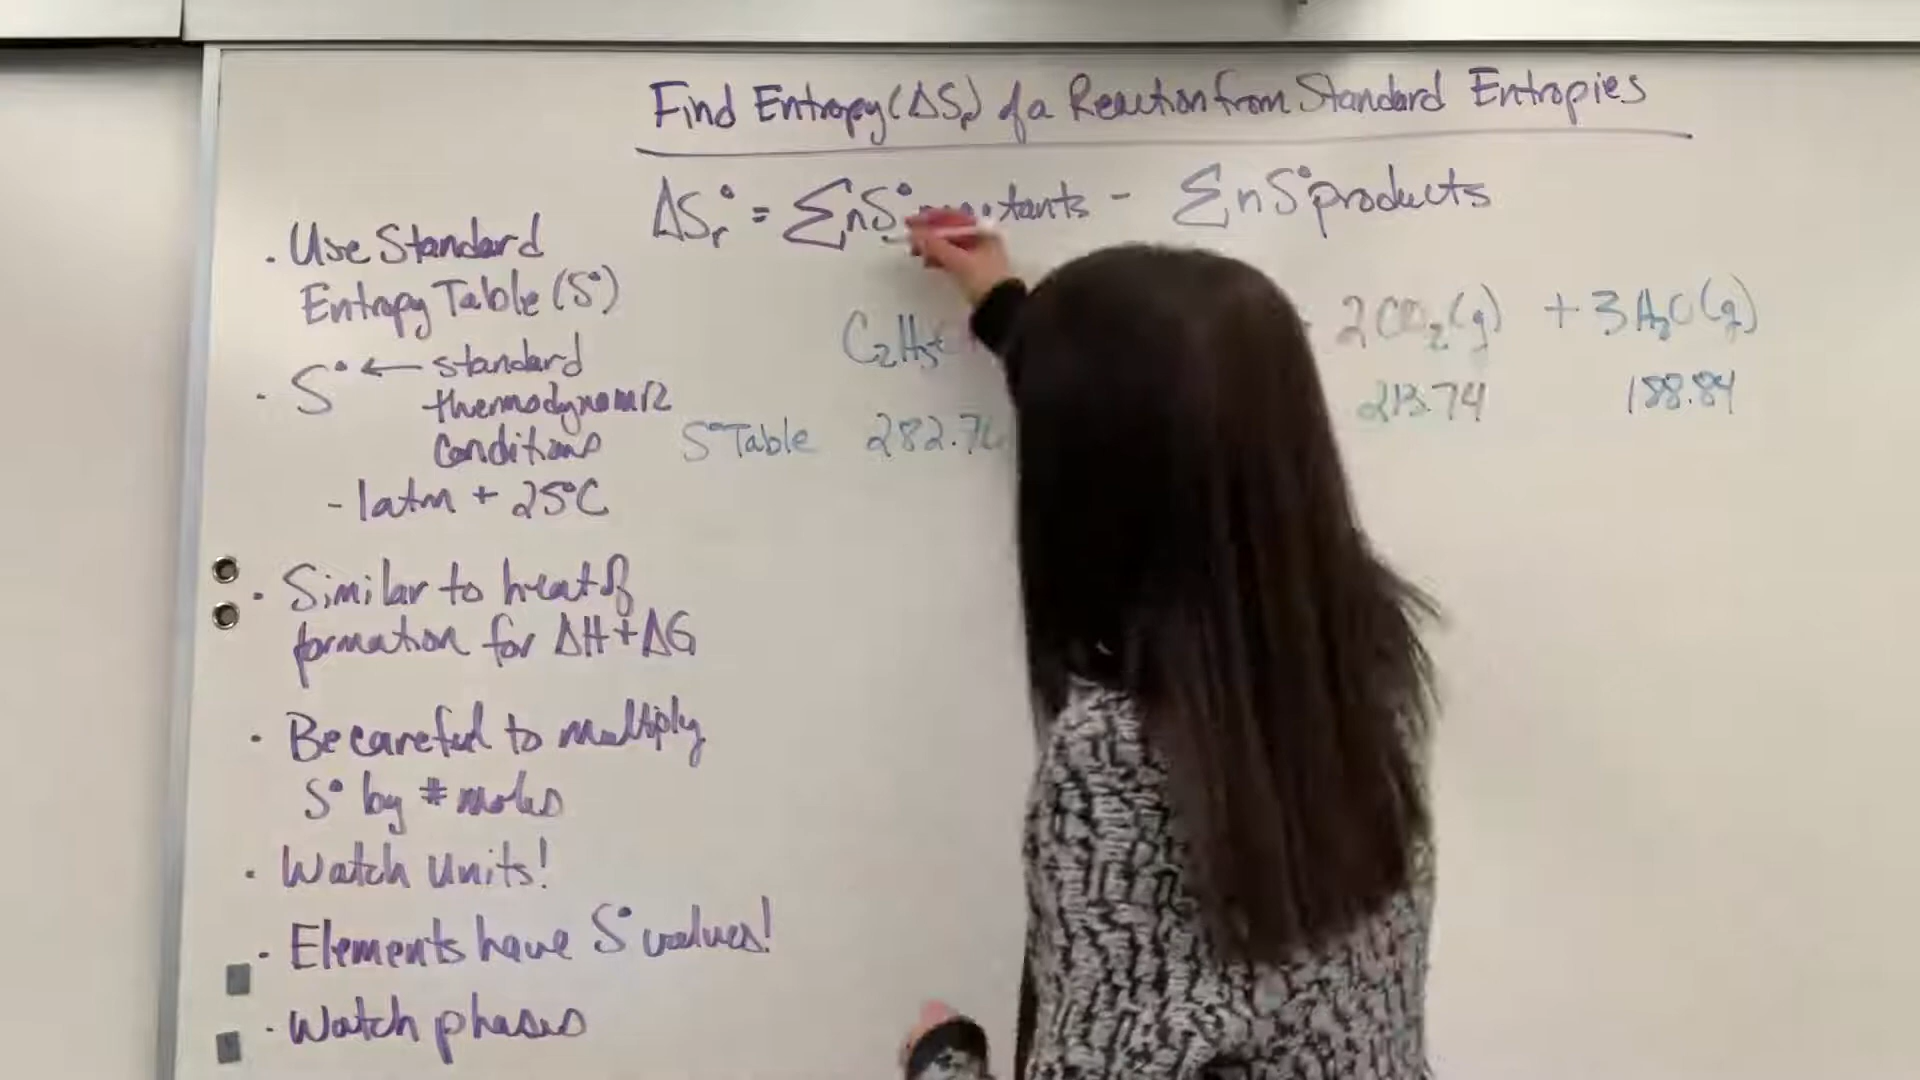 Find Entropy (ΔSr) of a Reaction from Standard Entropies
ΔSr° = ΣnS° reactants - ΣnS° products
. Use Standard
Entropy Table (S°)
. S° ← standard
thermodynamic
conditions
- 1atm + 25°C
. Similar to heat of
formation for ΔH + ΔG
. Be careful to multiply
S° by # moles
. Watch units!
. Elements have S° values!
. Watch phases
C₂H₅ 2CO₂(g) + 3H₂O(g)
S° Table 282.7 213.74 188.84